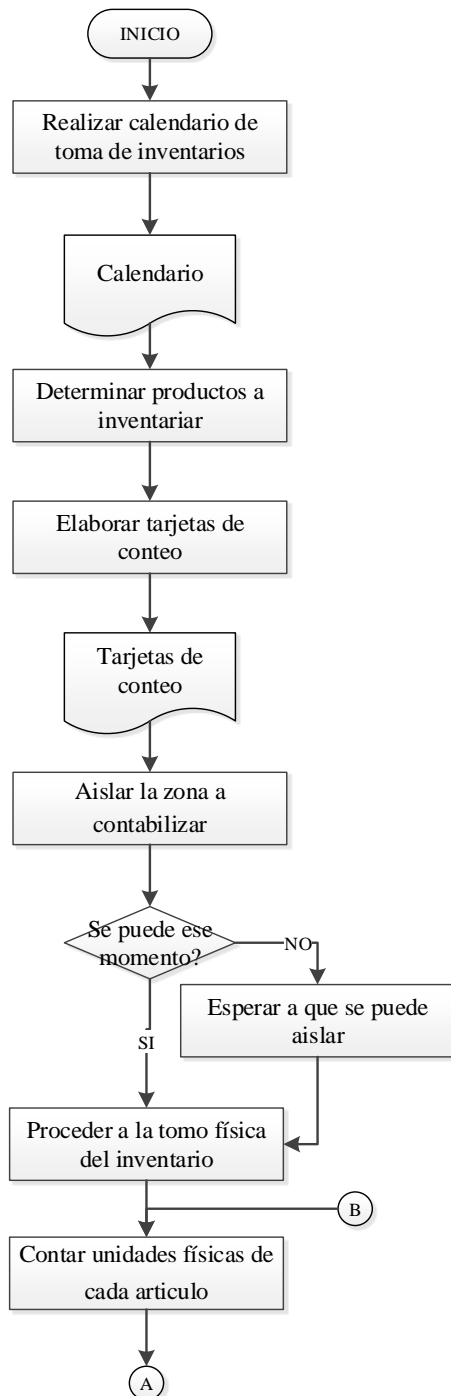 INICIO
Realizar calendario de
toma de inventarios
Calendario
Determinar productos a
inventariar
Elaborar tarjetas de
conteo
Tarjetas de
conteo
Aislar la zona a
contabilizar
Se puede ese
momento?
NO
Esperar a que se puede
aislar
SI
Proceder a la tomo física
del inventario
B
Contar unidades físicas de
cada articulo
A